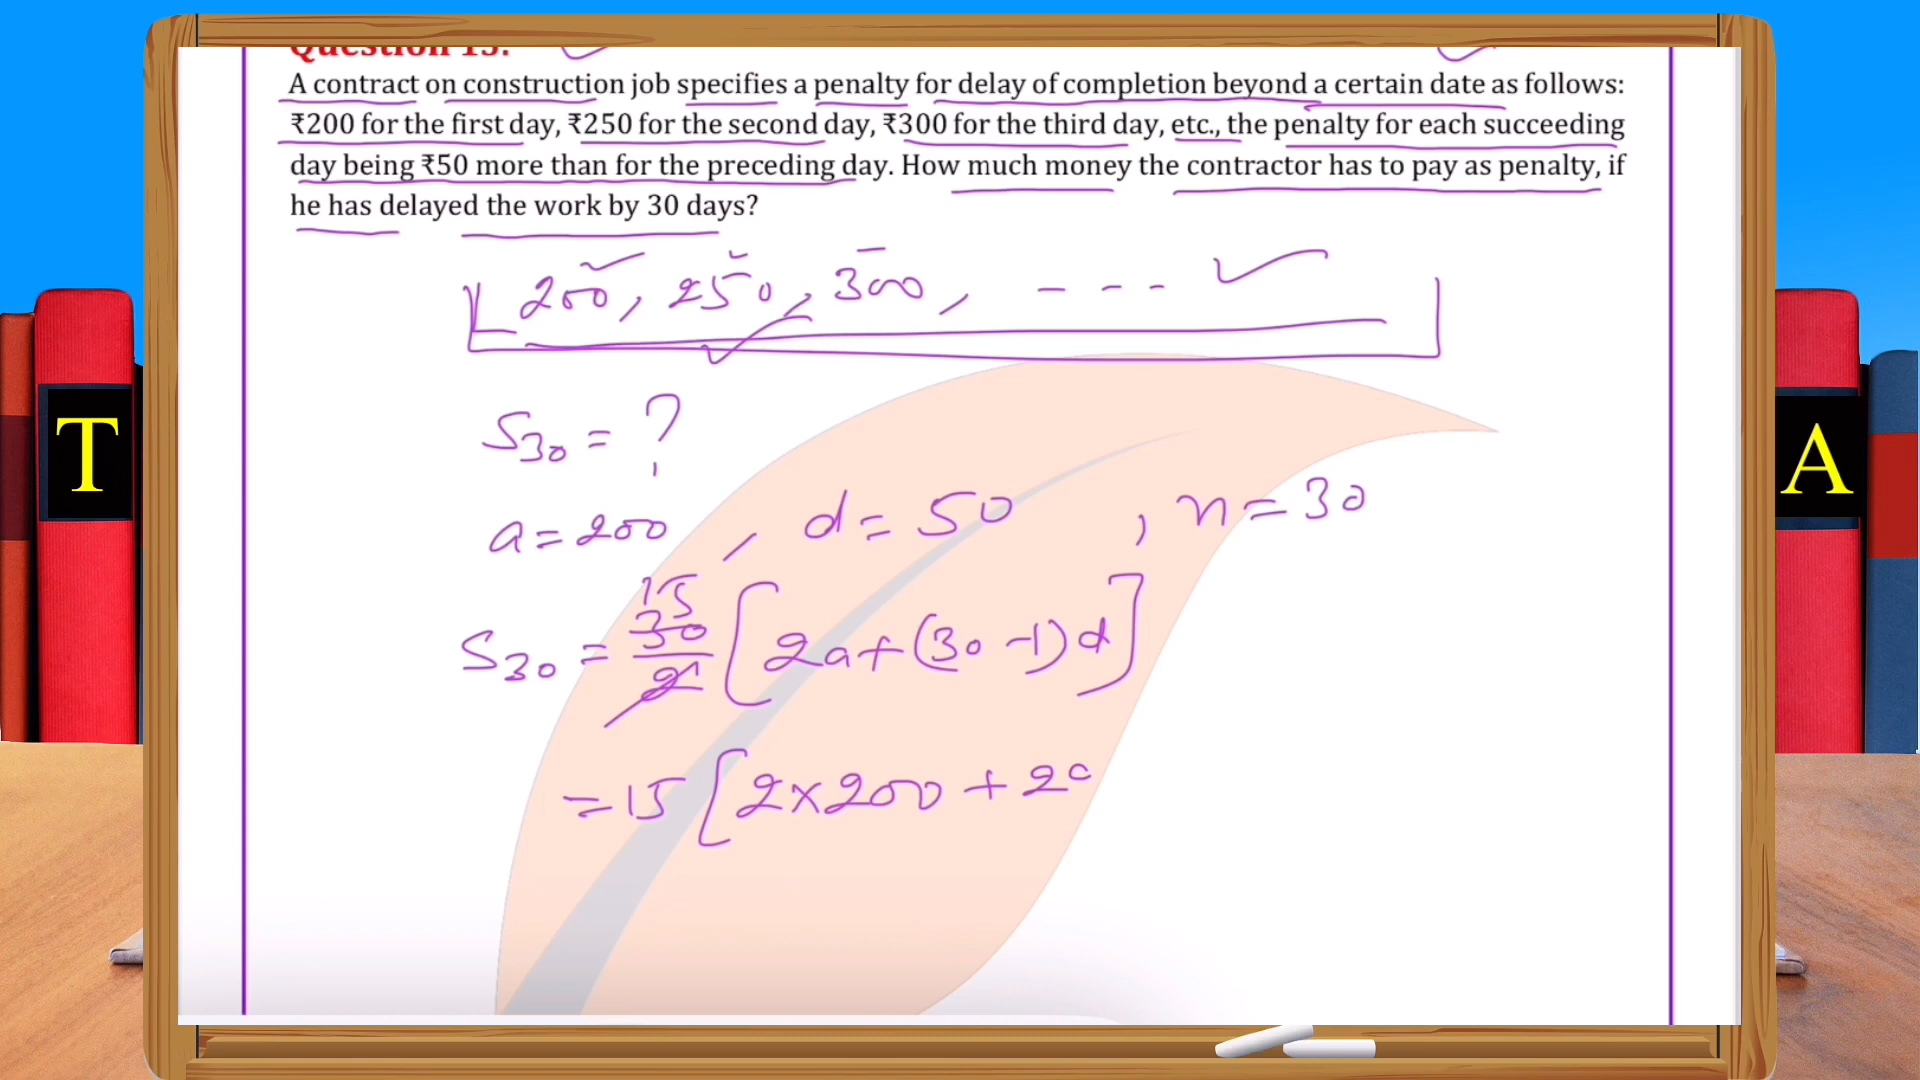 Question 13:
A contract on construction job specifies a penalty for delay of completion beyond a certain date as follows:
₹200 for the first day, ₹250 for the second day, ₹300 for the third day, etc., the penalty for each succeeding
day being ₹50 more than for the preceding day. How much money the contractor has to pay as penalty, if
he has delayed the work by 30 days?
200, 250, 300, - - -
S30 = ?
T
A
a = 200, d = 50, n = 30
15
S30 = 30/2 [2a + (30 - 1) d]
= 15 [2 × 200 + 2